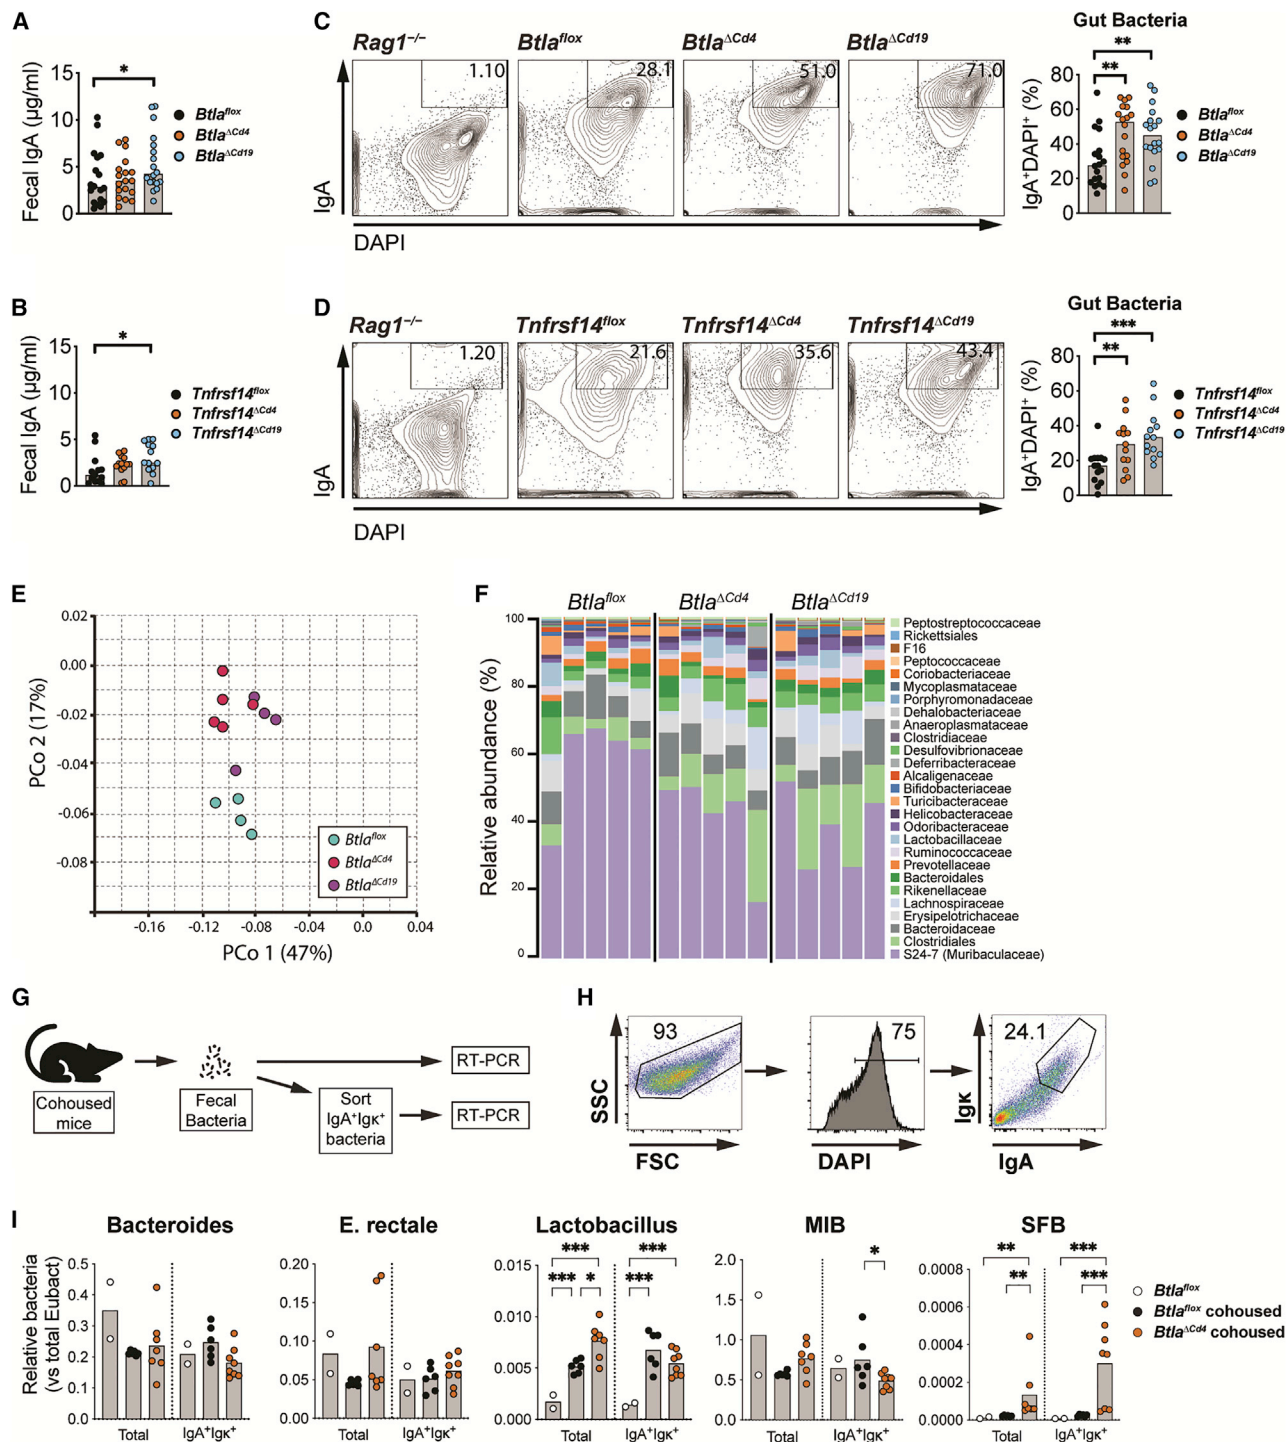 A
Fecal IgA (µg/ml)
15
10
5
0
*
Btla^flox
Btla^ΔCd4
Btla^ΔCd19
C
Rag1^−/−
Btla^flox
Btla^ΔCd4
Btla^ΔCd19
1.10
28.1
51.0
71.0
IgA
DAPI
Gut Bacteria
**
**
IgA⁺DAPI⁺ (%)
80
60
40
20
0
Btla^flox
Btla^ΔCd4
Btla^ΔCd19
B
Fecal IgA (µg/ml)
15
10
5
0
*
Tnfrsf14^flox
Tnfrsf14^ΔCd4
Tnfrsf14^ΔCd19
D
Rag1^−/−
Tnfrsf14^flox
Tnfrsf14^ΔCd4
Tnfrsf14^ΔCd19
1.20
21.6
35.6
43.4
IgA
DAPI
Gut Bacteria
***
**
IgA⁺DAPI⁺ (%)
80
60
40
20
0
Tnfrsf14^flox
Tnfrsf14^ΔCd4
Tnfrsf14^ΔCd19
E
PCo 2 (17%)
0.02
0.00
-0.02
-0.04
-0.06
-0.08
-0.16
-0.12
-0.08
-0.04
0.0
0.04
PCo 1 (47%)
Btla^flox
Btla^ΔCd4
Btla^ΔCd19
F
Btla^flox
Btla^ΔCd4
Btla^ΔCd19
Relative abundance (%)
100
80
60
40
20
0
Peptostreptococcaceae
Rickettsiales
F16
Peptococcaceae
Coriobacteriaceae
Mycoplasmataceae
Porphyromonadaceae
Dehalobacteriaceae
Anaeroplasmataceae
Clostridiaceae
Desulfovibrionaceae
Deferribacteraceae
Alcaligenaceae
Bifidobacteriaceae
Turicibacteraceae
Helicobacteraceae
Odoribacteraceae
Lactobacillaceae
Ruminococcaceae
Prevotellaceae
Bacteroidales
Rikenellaceae
Lachnospiraceae
Erysipelotrichaceae
Bacteroidaceae
Clostridiales
S24-7 (Muribaculaceae)
G
Cohoused
mice
Fecal
Bacteria
Sort
IgA⁺Igκ⁺
bacteria
RT-PCR
RT-PCR
H
93
SSC
FSC
75
DAPI
24.1
Igκ
IgA
I
Relative bacteria
(vs total Eubact)
Bacteroides
0.5
0.4
0.3
0.2
0.1
0.0
Total
IgA⁺Igκ⁺
E. rectale
0.20
0.15
0.10
0.05
0.00
Total
IgA⁺Igκ⁺
Lactobacillus
0.015
0.010
0.005
0.000
***
***
*
***
***
Total
IgA⁺Igκ⁺
MIB
2.0
1.5
1.0
0.5
0.0
*
Total
IgA⁺Igκ⁺
SFB
0.0008
0.0006
0.0004
0.0002
0.0000
**
**
***
***
Total
IgA⁺Igκ⁺
Btla^flox
Btla^flox cohoused
Btla^ΔCd4 cohoused